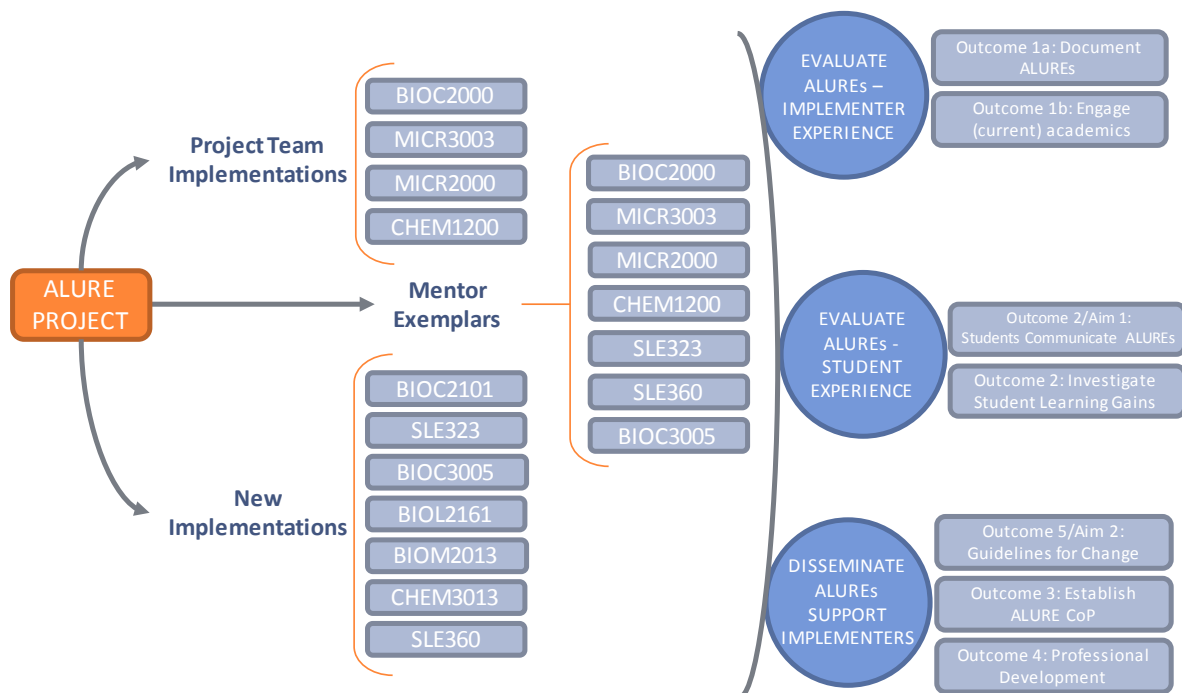 ALURE
PROJECT
Project Team
Implementations
BIOC2000
MICR3003
MICR2000
CHEM1200
Mentor
Exemplars
BIOC2000
MICR3003
MICR2000
CHEM1200
SLE323
SLE360
BIOC3005
New
Implementations
BIOC2101
SLE323
BIOC3005
BIOL2161
BIOM2013
CHEM3013
SLE360
EVALUATE
ALUREs –
IMPLEMENTER
EXPERIENCE
Outcome 1a: Document
ALUREs
Outcome 1b: Engage
(current) academics
EVALUATE
ALUREs -
STUDENT
EXPERIENCE
Outcome 2/Aim 1:
Students Communicate ALUREs
Outcome 2: Investigate
Student Learning Gains
DISSEMINATE
ALUREs
SUPPORT
IMPLEMENTERS
Outcome 5/Aim 2:
Guidelines for Change
Outcome 3: Establish
ALURE CoP
Outcome 4: Professional
Development